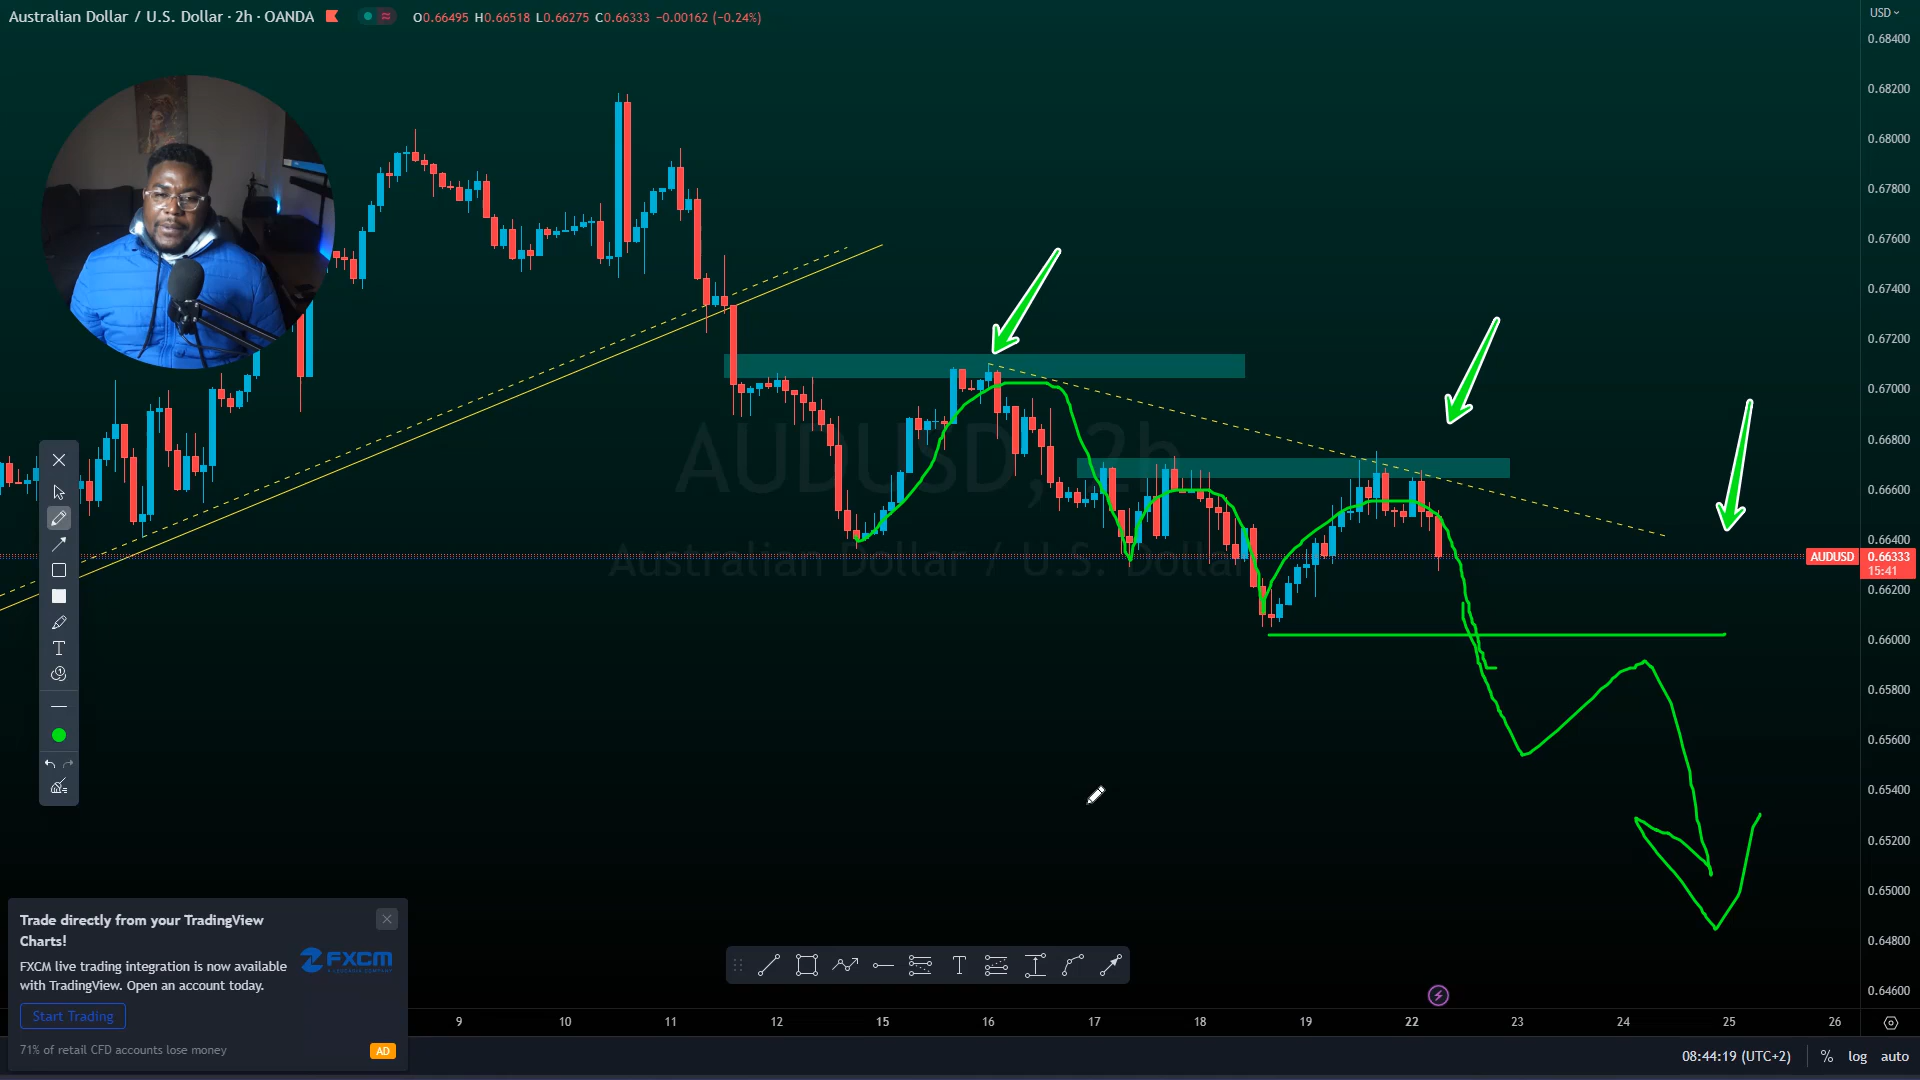 Australian Dollar / U.S. Dollar · 2h · OANDA
O0.66495 H0.66518 L0.66275 C0.66333 −0.00162 (−0.24%)
USD
0.68400
0.68200
0.68000
0.67800
0.67600
0.67400
0.67200
0.67000
0.66800
0.66600
0.66400
AUDUSD 0.66333
15:41
0.66200
0.66000
0.65800
0.65600
0.65400
0.65200
0.65000
0.64800
0.64600
AUDUSD, 2h
Australian Dollar / U.S. Dollar
Trade directly from your TradingView
Charts!
FXCM live trading integration is now available
with TradingView. Open an account today.
FXCM
Start Trading
71% of retail CFD accounts lose money
AD
9 10 11 12 15 16 17 18 19 22 23 24 25 26
08:44:19 (UTC+2) % log auto